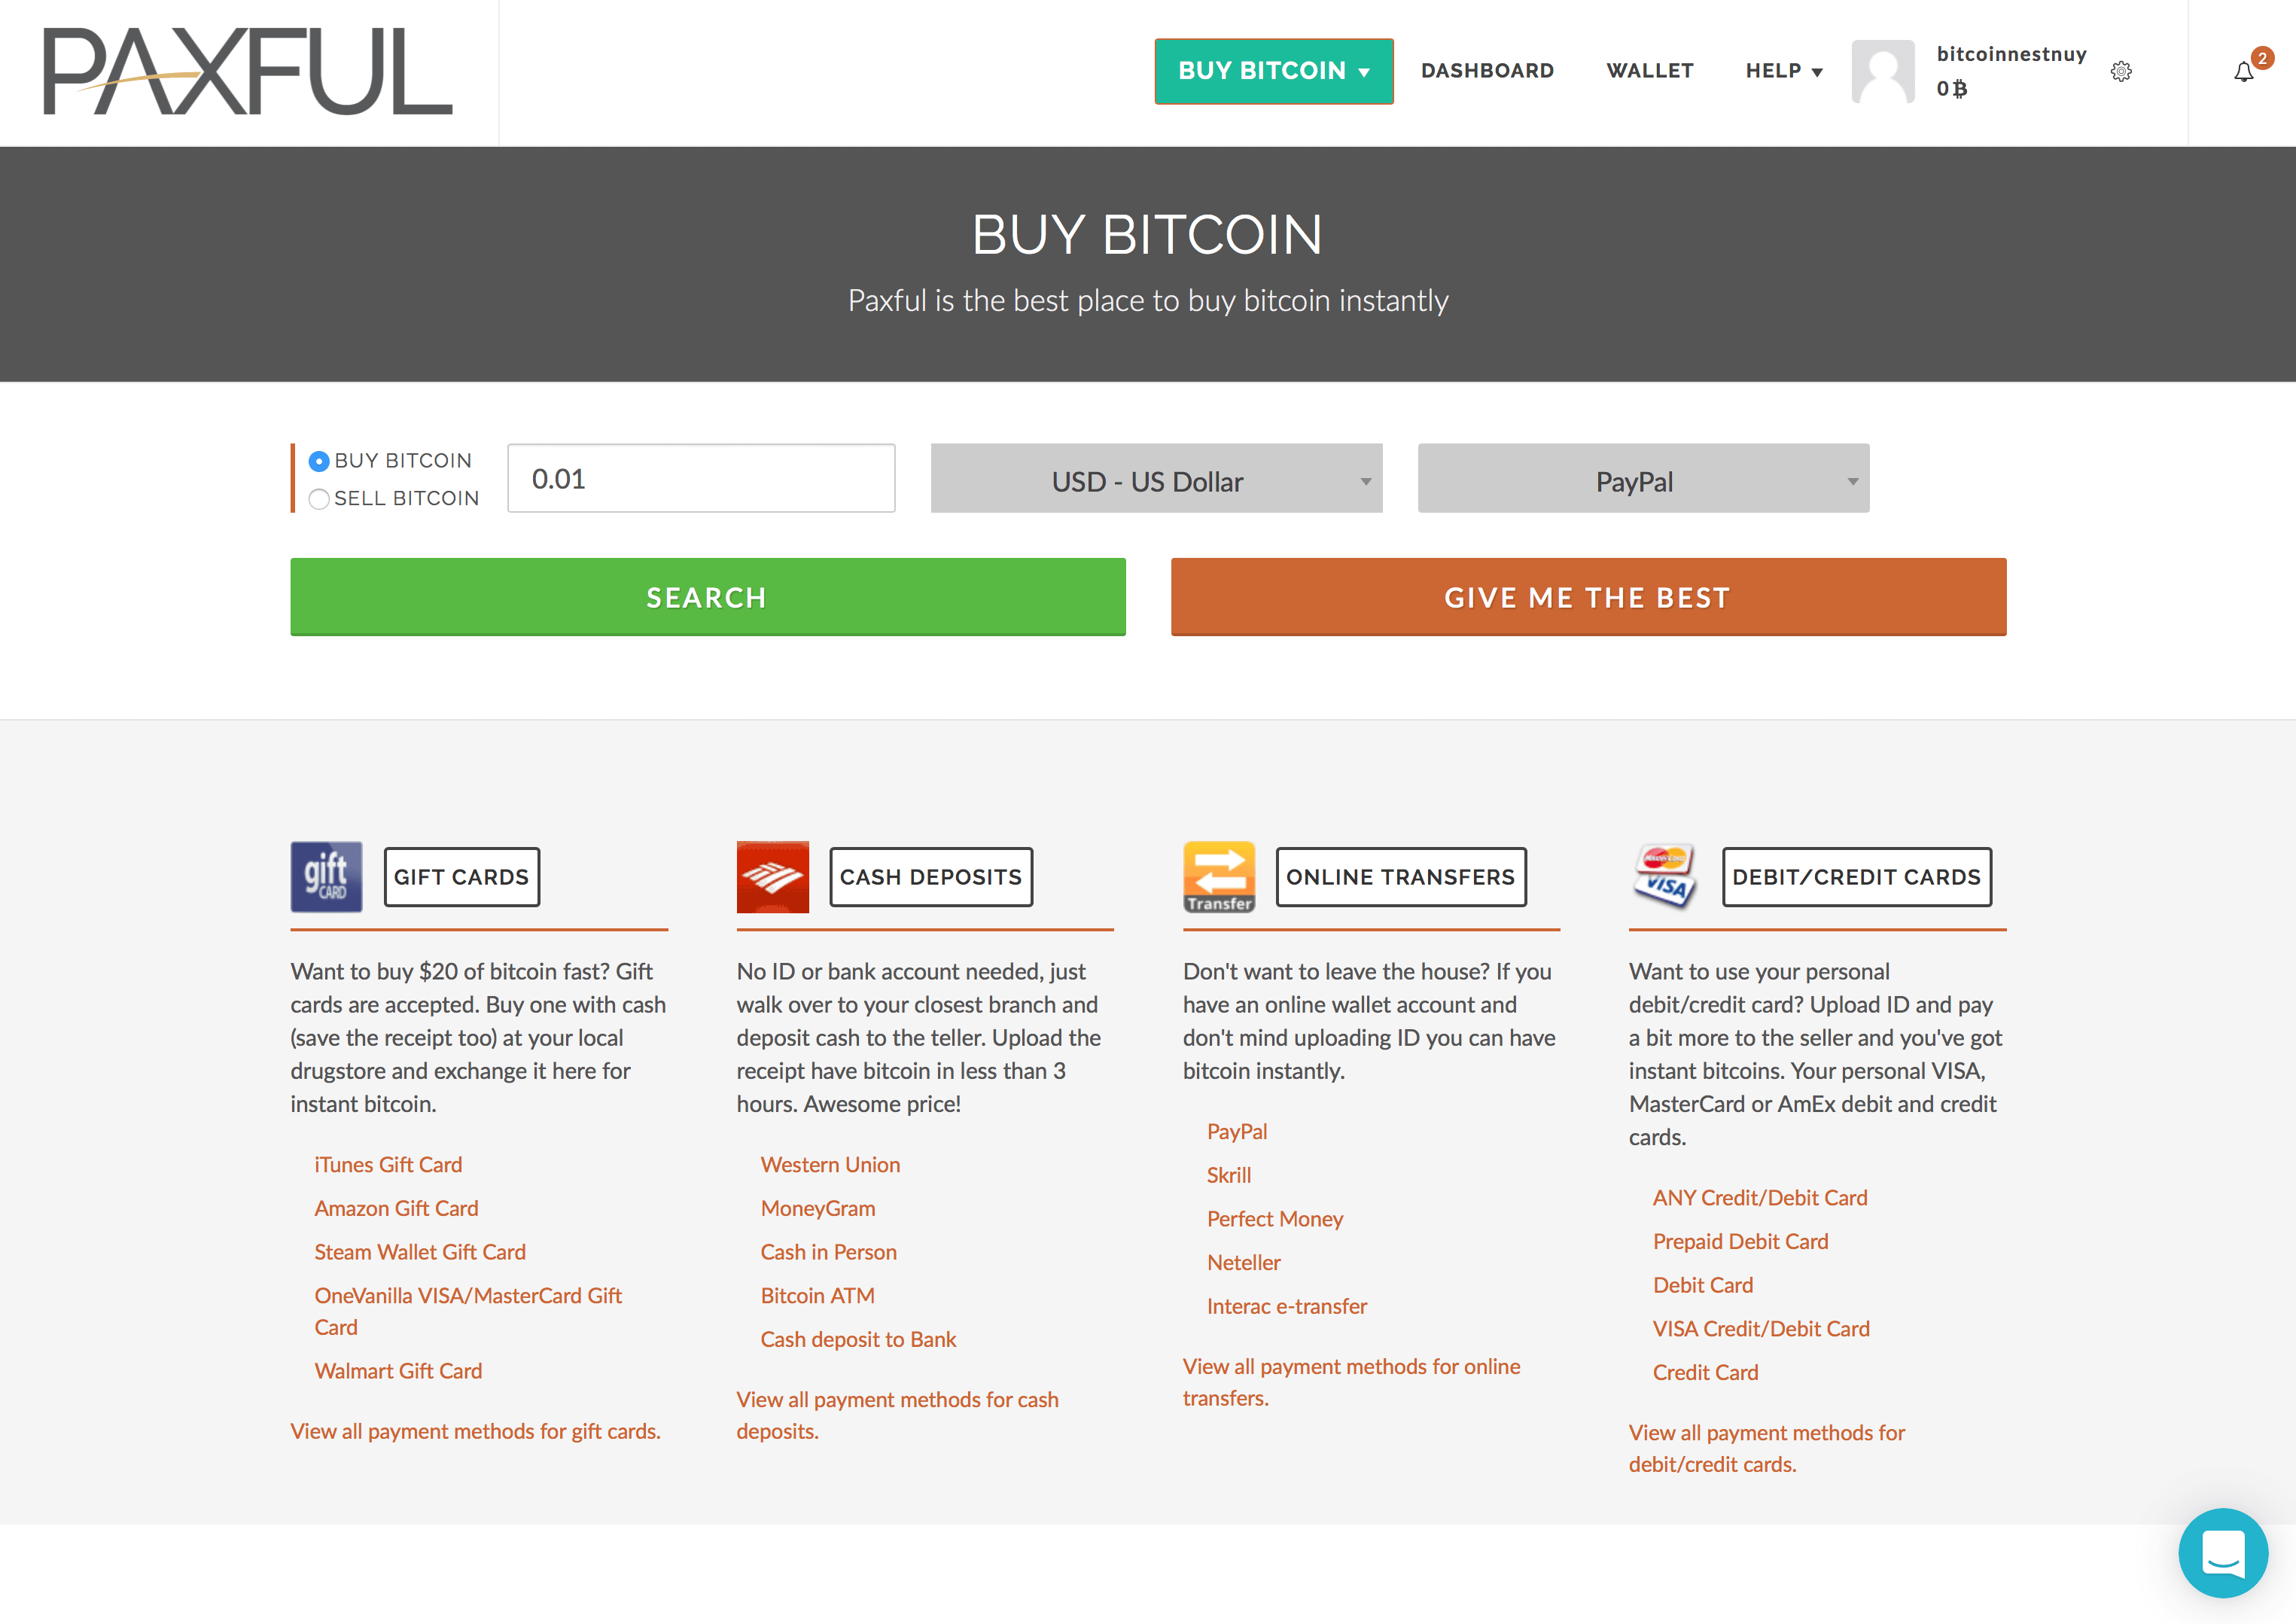 PAXFUL
BUY BITCOIN
DASHBOARD
WALLET
HELP
bitcoinnestnuy
0
2
BUY BITCOIN
Paxful is the best place to buy bitcoin instantly
BUY BITCOIN
SELL BITCOIN
0.01
USD - US Dollar
PayPal
SEARCH
GIVE ME THE BEST
gift
CARD
GIFT CARDS
Want to buy $20 of bitcoin fast? Gift
cards are accepted. Buy one with cash
(save the receipt too) at your local
drugstore and exchange it here for
instant bitcoin.
iTunes Gift Card
Amazon Gift Card
Steam Wallet Gift Card
OneVanilla VISA/MasterCard Gift
Card
Walmart Gift Card
View all payment methods for gift cards.
CASH DEPOSITS
No ID or bank account needed, just
walk over to your closest branch and
deposit cash to the teller. Upload the
receipt have bitcoin in less than 3
hours. Awesome price!
Western Union
MoneyGram
Cash in Person
Bitcoin ATM
Cash deposit to Bank
View all payment methods for cash
deposits.
Transfer
ONLINE TRANSFERS
Don't want to leave the house? If you
have an online wallet account and
don't mind uploading ID you can have
bitcoin instantly.
PayPal
Skrill
Perfect Money
Neteller
Interac e-transfer
View all payment methods for online
transfers.
MasterCard
VISA
DEBIT/CREDIT CARDS
Want to use your personal
debit/credit card? Upload ID and pay
a bit more to the seller and you've got
instant bitcoins. Your personal VISA,
MasterCard or AmEx debit and credit
cards.
ANY Credit/Debit Card
Prepaid Debit Card
Debit Card
VISA Credit/Debit Card
Credit Card
View all payment methods for
debit/credit cards.